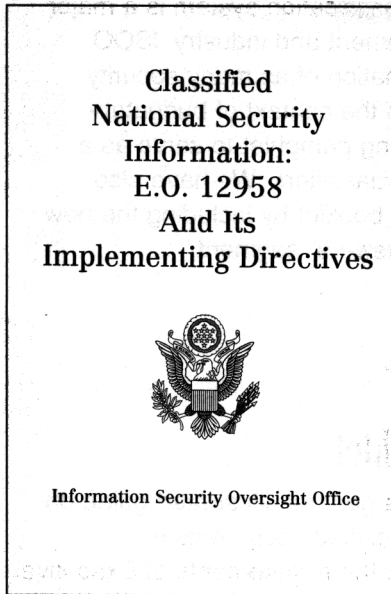 Classified
National Security
Information:
E.O. 12958
And Its
Implementing Directives
Information Security Oversight Office